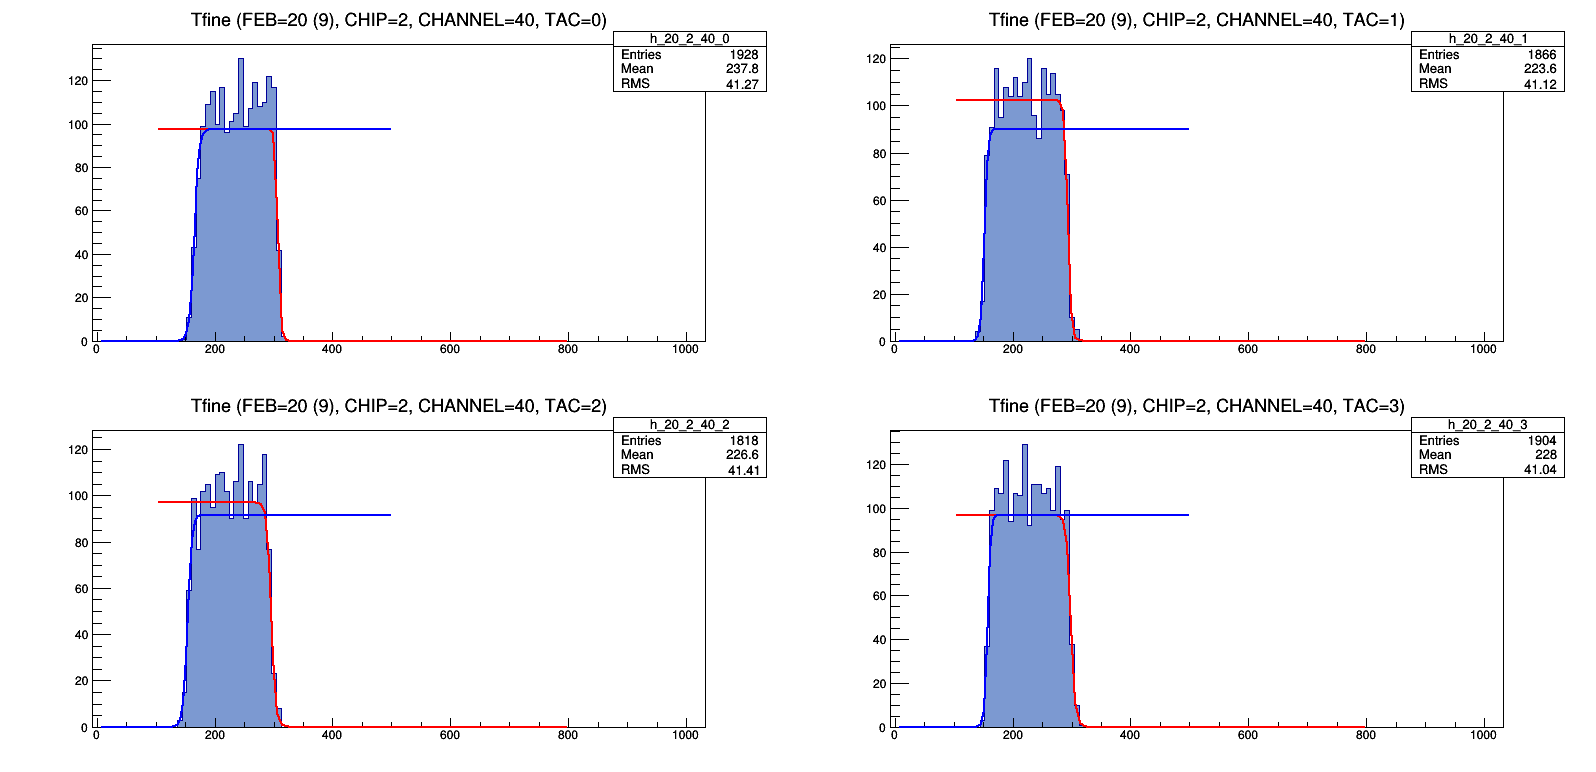 Tfine (FEB=20 (9), CHIP=2, CHANNEL=40, TAC=0)
h_20_2_40_0
Entries 1928
Mean 237.8
RMS 41.27
120
100
80
60
40
20
0
0 200 400 600 800 1000
Tfine (FEB=20 (9), CHIP=2, CHANNEL=40, TAC=1)
h_20_2_40_1
Entries 1866
Mean 223.6
RMS 41.12
120
100
80
60
40
20
0
0 200 400 600 800 1000
Tfine (FEB=20 (9), CHIP=2, CHANNEL=40, TAC=2)
h_20_2_40_2
Entries 1818
Mean 226.6
RMS 41.41
120
100
80
60
40
20
0
0 200 400 600 800 1000
Tfine (FEB=20 (9), CHIP=2, CHANNEL=40, TAC=3)
h_20_2_40_3
Entries 1904
Mean 228
RMS 41.04
120
100
80
60
40
20
0
0 200 400 600 800 1000